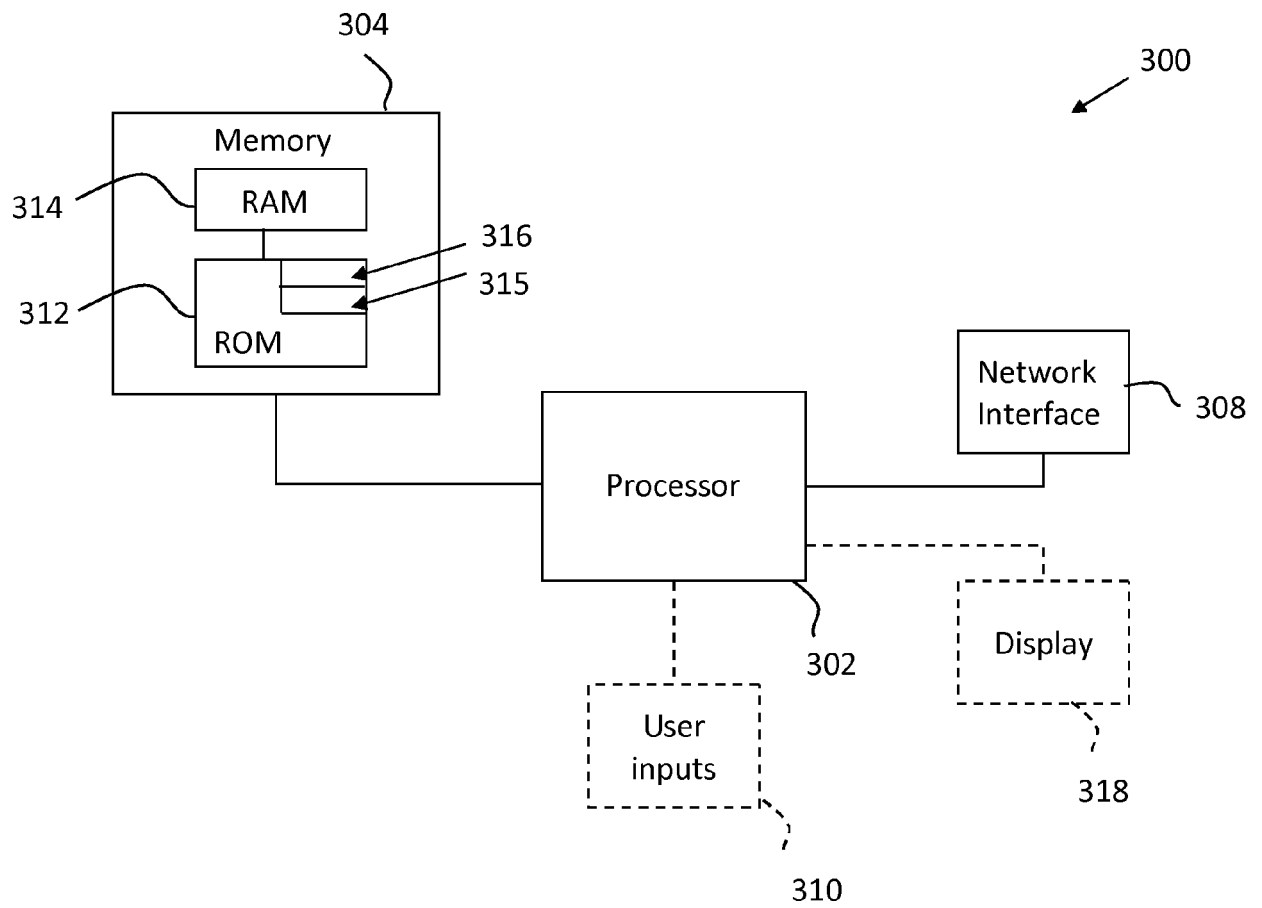 304
300
Memory
RAM
314
316
315
312
ROM
Network
Interface
308
Processor
302
Display
User
inputs
318
310